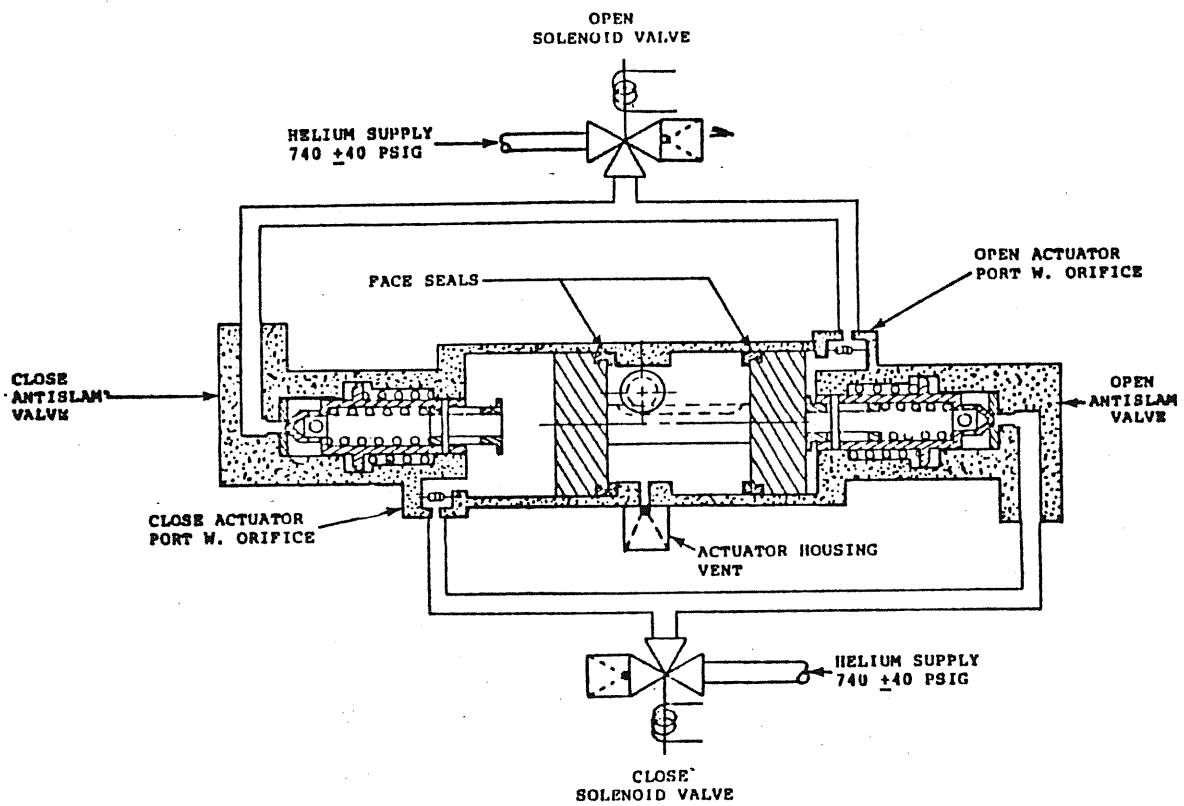 OPEN
SOLENOID VALVE
HELIUM SUPPLY
740 ±40 PSIG
OPEN ACTUATOR
PORT W. ORIFICE
FACE SEALS
CLOSE
ANTISLAM
VALVE
OPEN
ANTISLAM
VALVE
CLOSE ACTUATOR
PORT W. ORIFICE
ACTUATOR HOUSING
VENT
HELIUM SUPPLY
740 ±40 PSIG
CLOSE
SOLENOID VALVE